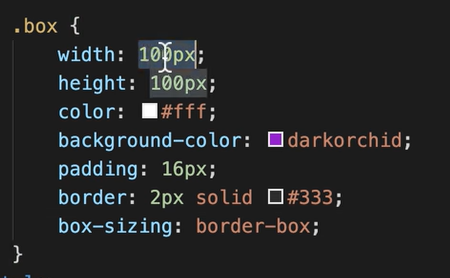 .box {
width: 100px;
height: 100px;
color: #fff;
background-color: darkorchid;
padding: 16px;
border: 2px solid #333;
box-sizing: border-box;
}